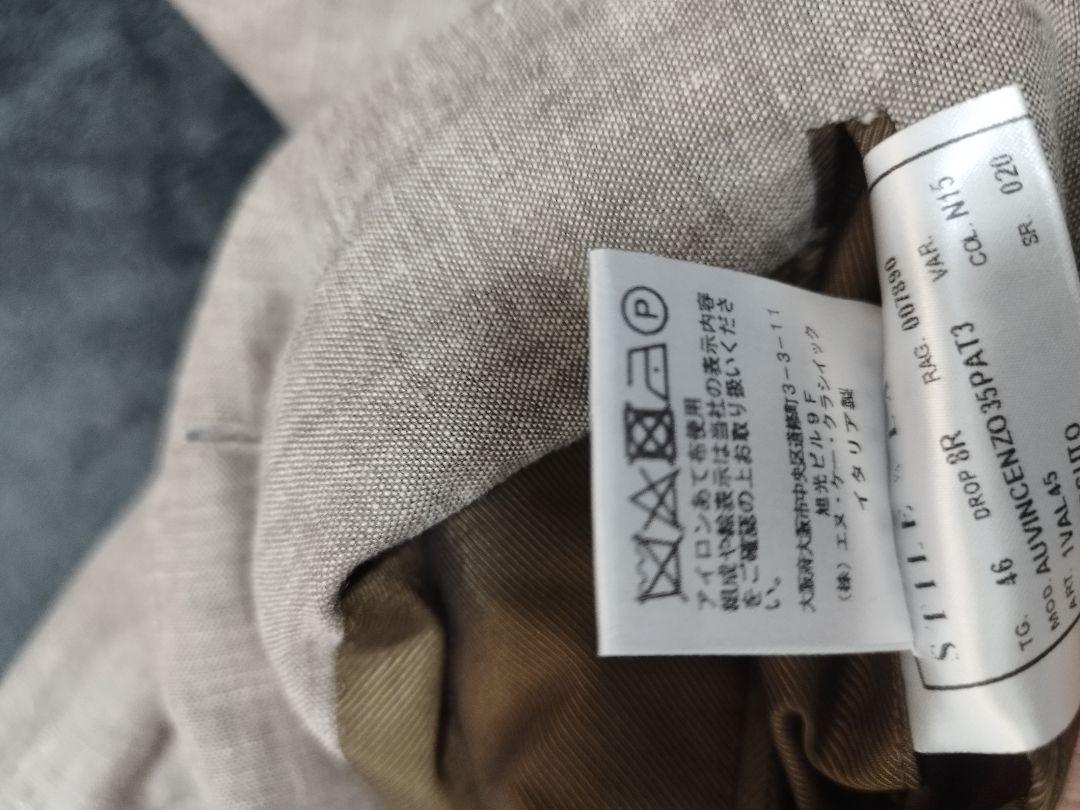 P
アイロンあて布使用
組成や絵表示は当社の表示内容
をご確認の上お取り扱いくださ
い。
大阪府大阪市中央区道修町3-3-11
旭光ビル9F
(株)エヌ・ケー・クラシイック
イタリア製
STILE
RAG. 007890 VAR.
TG. 46 DROP 8R COL. N15
MOD. AUVINCENZO35PAT3 SR. 020
ART. 1VAL45